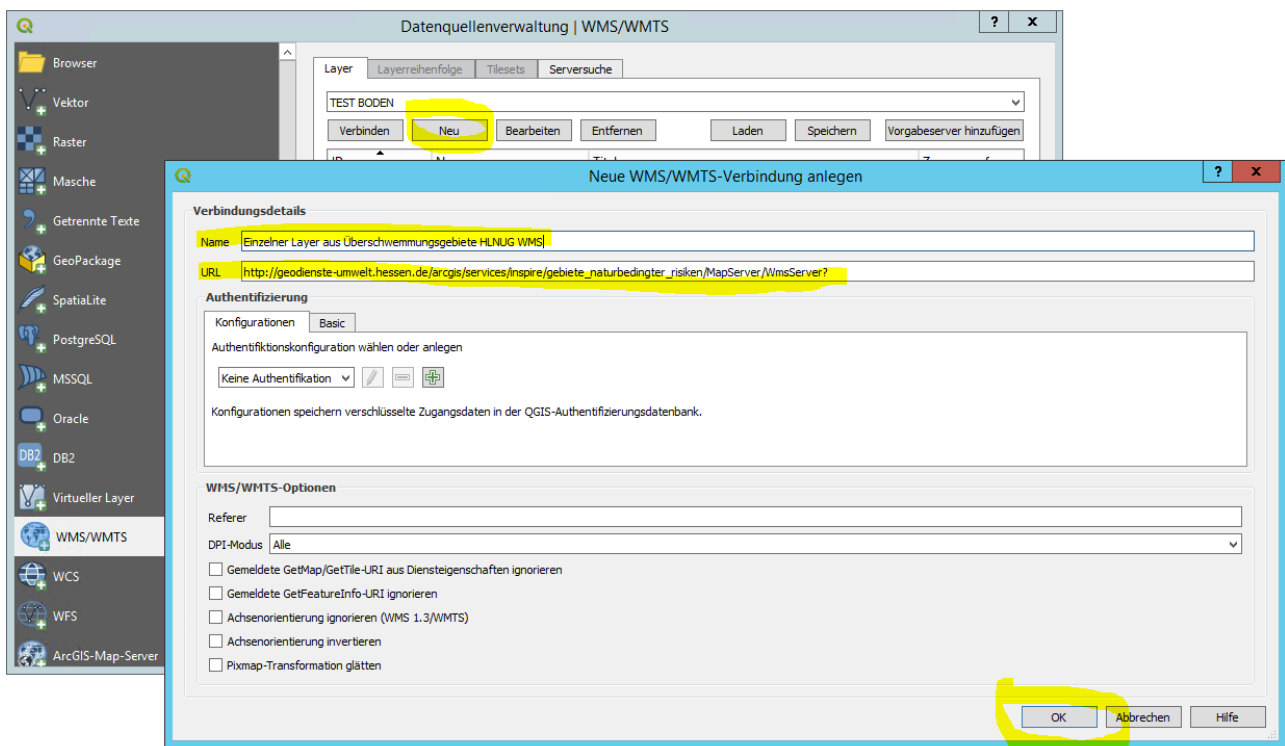 Datenquellenverwaltung | WMS/WMTS
? x
Browser
Vektor
Raster
Masche
Getrennte Texte
GeoPackage
SpatiaLite
PostgreSQL
MSSQL
Oracle
DB2 DB2
Virtueller Layer
WMS/WMTS
WCS
WFS
ArcGIS-Map-Server
Layer Layerreihenfolge Tilesets Serversuche
TEST BODEN
Verbinden Neu Bearbeiten Entfernen Laden Speichern Vorgabeserver hinzufügen
Neue WMS/WMTS-Verbindung anlegen
? x
Verbindungsdetails
Name Einzelner Layer aus Überschwemmungsgebiete HLNUG WMS
URL http://geodienste-umwelt.hessen.de/arcgis/services/inspire/gebiete_naturbedingter_risiken/MapServer/WmsServer?
Authentifizierung
Konfigurationen Basic
Authentifiktionskonfiguration wählen oder anlegen
Keine Authentifikation
Konfigurationen speichern verschlüsselte Zugangsdaten in der QGIS-Authentifizierungsdatenbank.
WMS/WMTS-Optionen
Referer
DPI-Modus Alle
Gemeldete GetMap/GetTile-URI aus Diensteigenschaften ignorieren
Gemeldete GetFeatureInfo-URI ignorieren
Achsenorientierung ignorieren (WMS 1.3/WMTS)
Achsenorientierung invertieren
Pixmap-Transformation glätten
OK Abbrechen Hilfe